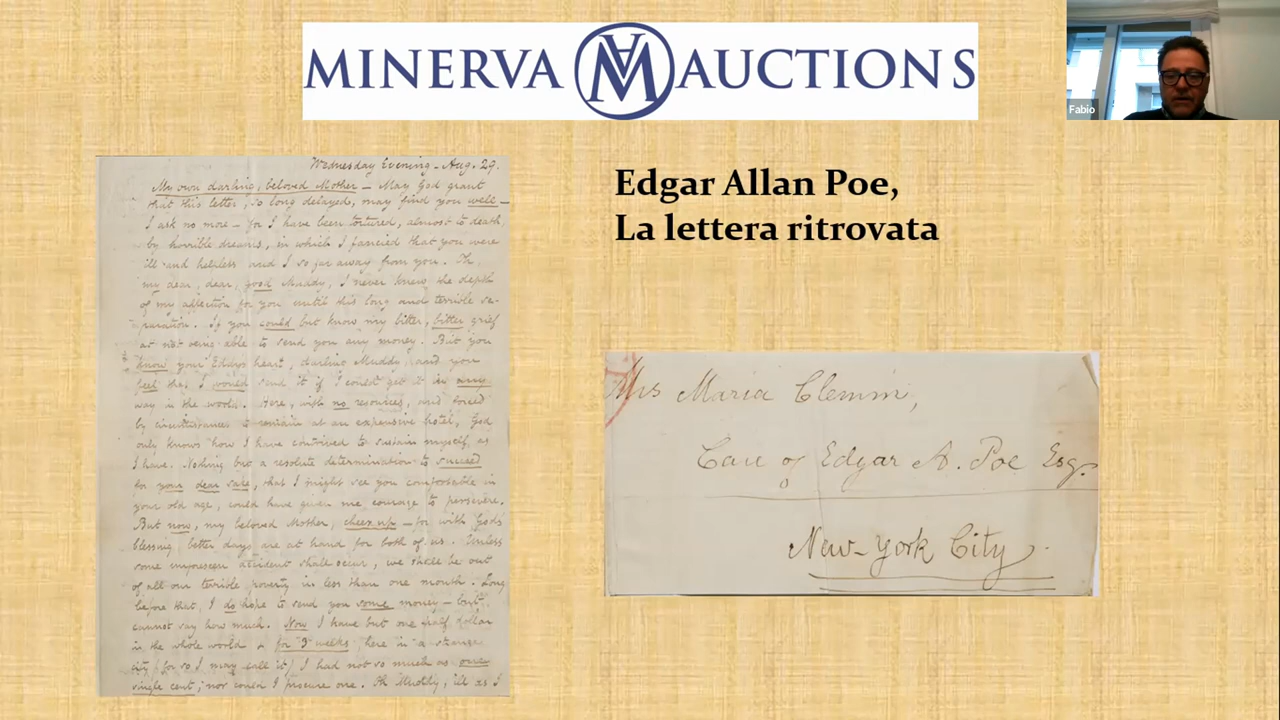 MINERVA AUCTIONS
Fabio
Edgar Allan Poe,
La lettera ritrovata
Wednesday Evening - Aug. 29.
My own darling, beloved Mother — May God grant
that this letter, so long delayed, may find you well —
I ask no more — for I have been tortured, almost to death,
by horrible dreams, in which I fancied that you were
ill and helpless and I so far away from you. Oh
my dear, dear, good Muddy, I never knew the depth
of my affection for you until this long and terrible se-
paration. If you could but know my bitter, bitter grief
at not being able to send you any money. But you
know your Eddy's heart, darling Muddy, and you
feel that I would send it if I could get it in any
way in the world. Here, with no resources, and forced
by circumstances to remain at an expensive hotel, God
only knows how I have contrived to sustain myself as
I have. Nothing but a resolute determination to succeed
for your dear sake, that I might see you comfortable in
your old age, could have given me courage to persevere.
But now, my beloved Mother, cheer up — for with God's
blessing, better days are at hand for both of us. Unless
some unforeseen accident shall occur, we shall be out
of all our terrible poverty in less than one month. Long
before that, I do hope to send you some money — but
cannot say how much. Now I have but one half dollar
in the whole world & for 3 weeks (here in a strange
city, for so I may call it) I had not so much as one
single cent; nor could I procure one. Oh Muddy, ill as I
Mrs Maria Clemm,
Care of Edgar A. Poe Esq.
New-York City.